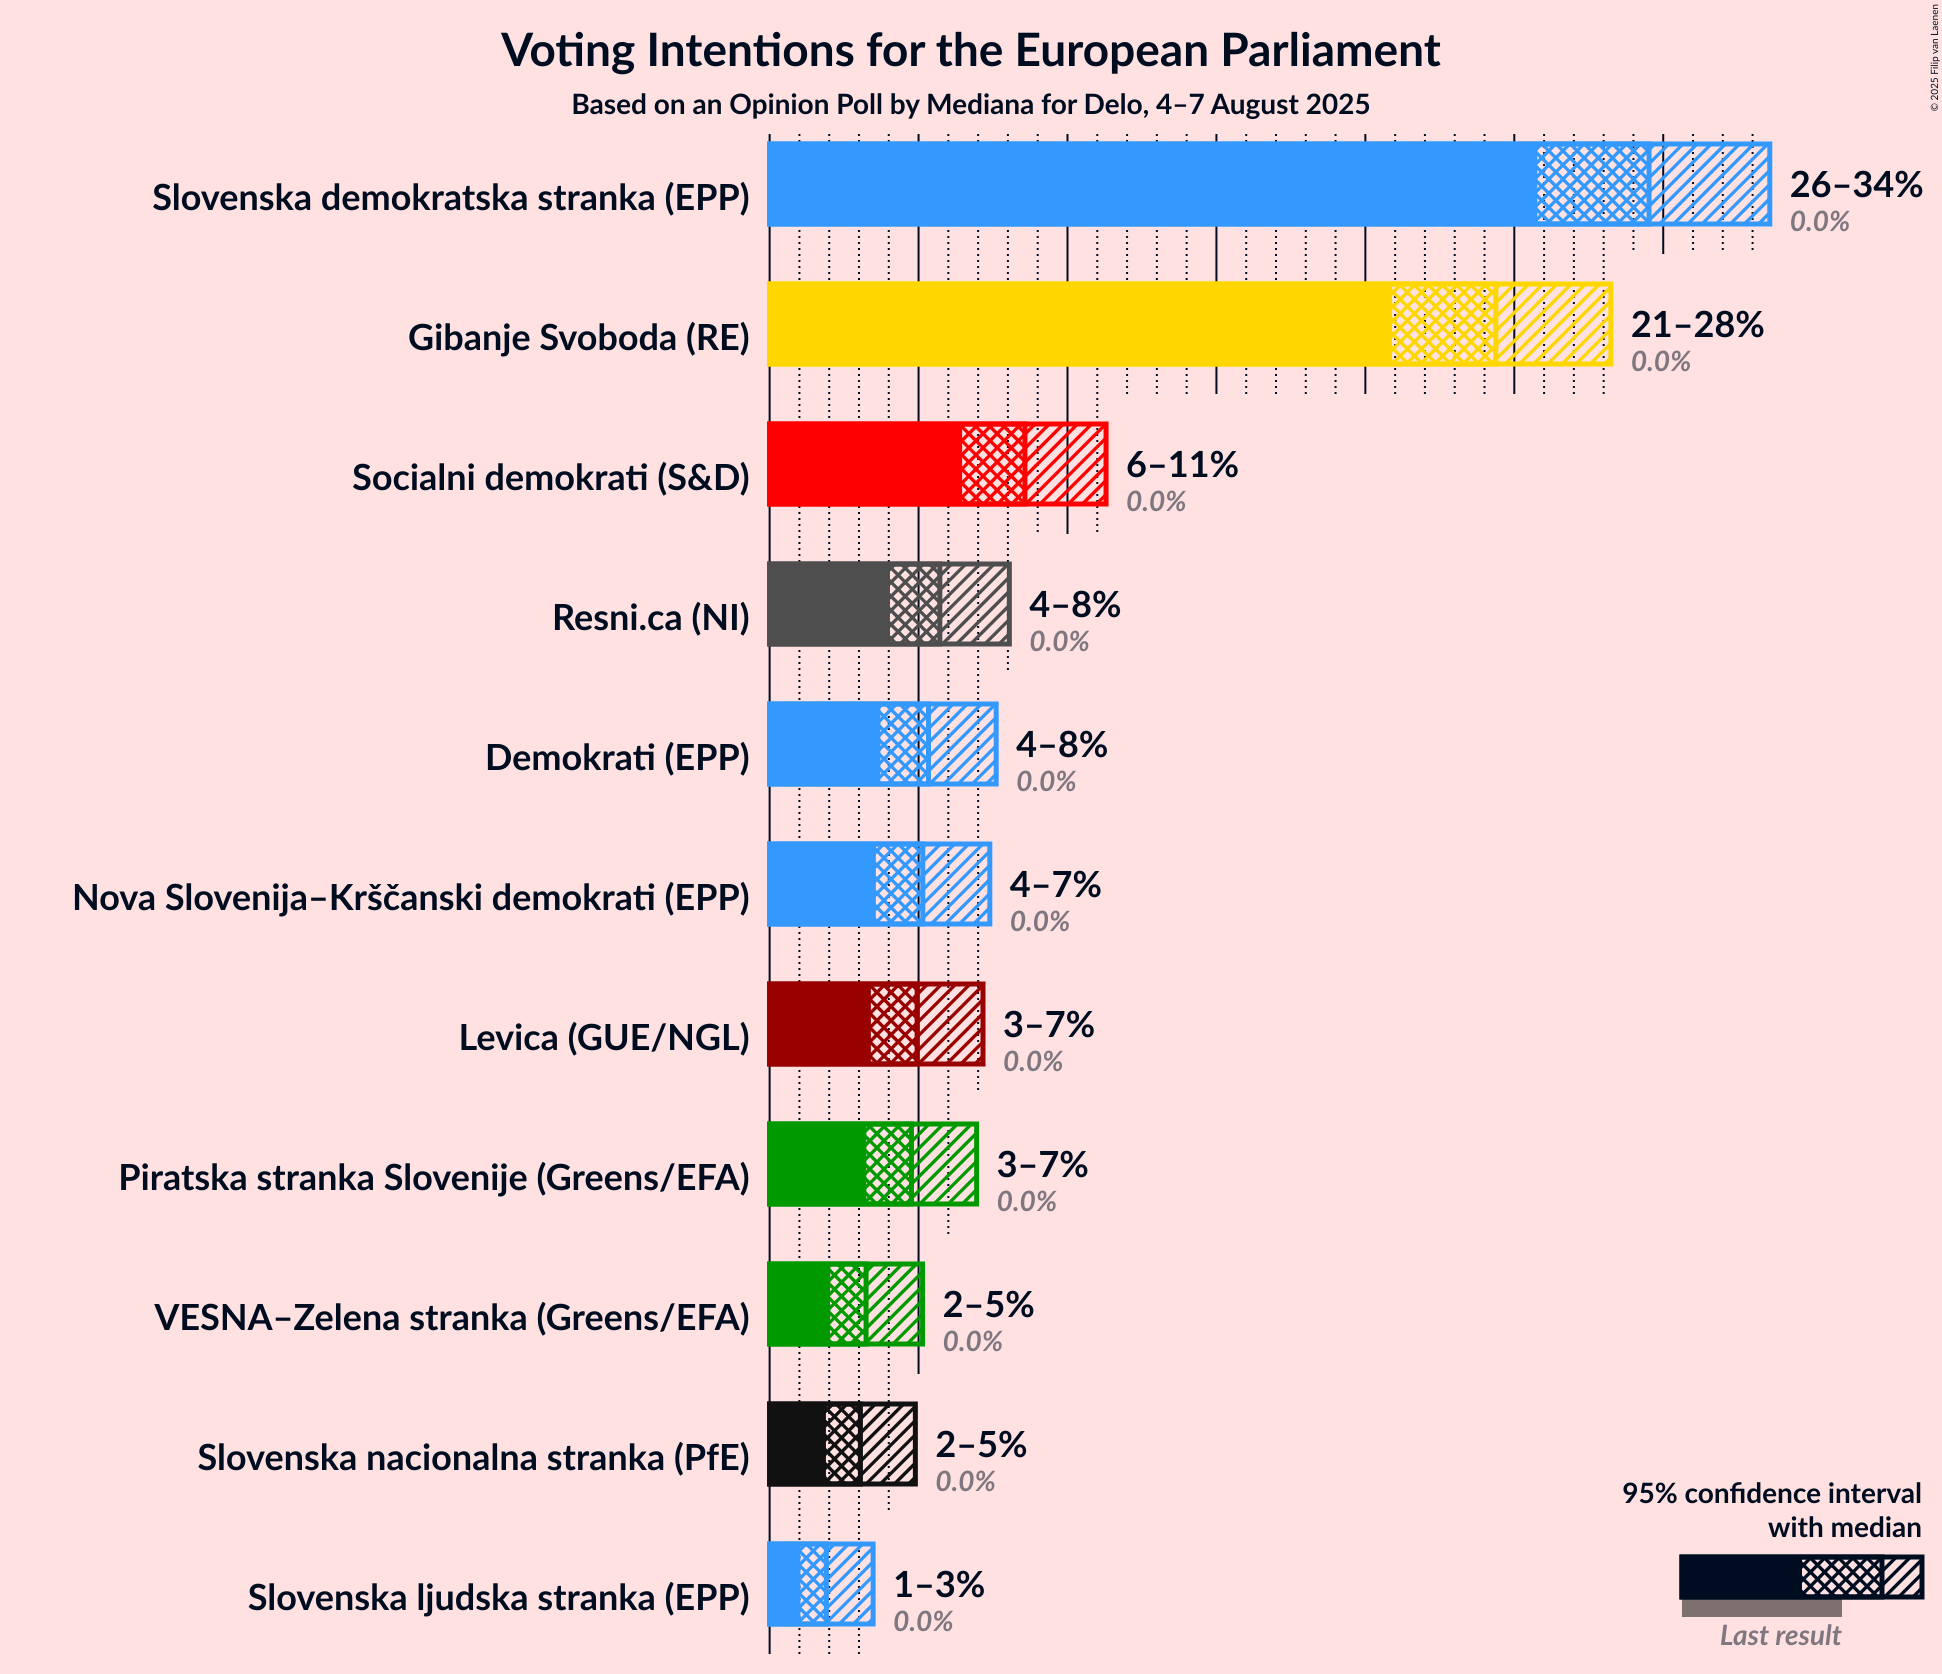 Voting Intentions for the European Parliament
Based on an Opinion Poll by Mediana for Delo, 4–7 August 2025
© 2025 Filip van Laenen
Slovenska demokratska stranka (EPP)
26–34%
0.0%
Gibanje Svoboda (RE)
21–28%
0.0%
Socialni demokrati (S&D)
6–11%
0.0%
Resni.ca (NI)
4–8%
0.0%
Demokrati (EPP)
4–8%
0.0%
Nova Slovenija–Krščanski demokrati (EPP)
4–7%
0.0%
Levica (GUE/NGL)
3–7%
0.0%
Piratska stranka Slovenije (Greens/EFA)
3–7%
0.0%
VESNA–Zelena stranka (Greens/EFA)
2–5%
0.0%
Slovenska nacionalna stranka (PfE)
2–5%
0.0%
Slovenska ljudska stranka (EPP)
1–3%
0.0%
95% confidence interval
with median
Last result